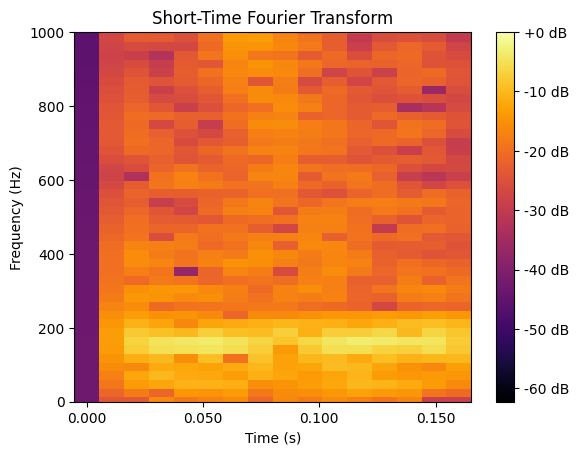 Short-Time Fourier Transform
1000
800
600
400
200
0
Frequency (Hz)
0.000
0.050
0.100
0.150
Time (s)
+0 dB
-10 dB
-20 dB
-30 dB
-40 dB
-50 dB
-60 dB